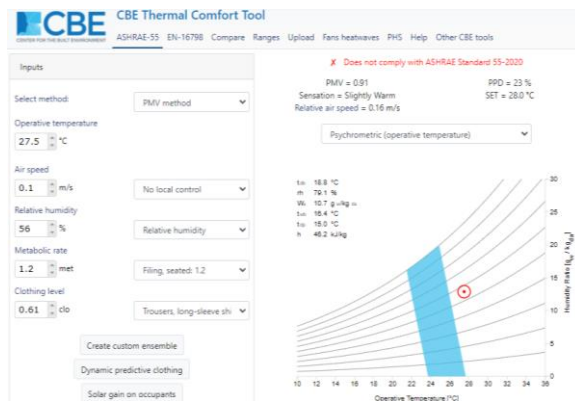 CBE
CENTER FOR THE BUILT ENVIRONMENT
CBE Thermal Comfort Tool
ASHRAE-55 EN-16798 Compare Ranges Upload Fans heatwaves PHS Help Other CBE tools
Inputs
Select method:
PMV method
Operative temperature
27.5 °C
Air speed
0.1 m/s
No local control
Relative humidity
56 %
Relative humidity
Metabolic rate
1.2 met
Filing, seated: 1.2
Clothing level
0.61 clo
Trousers, long-sleeve shi
Create custom ensemble
Dynamic predictive clothing
Solar gain on occupants
✗ Does not comply with ASHRAE Standard 55-2020
PMV = 0.91 PPD = 23 %
Sensation = Slightly Warm SET = 28.0 °C
Relative air speed = 0.16 m/s
Psychrometric (operative temperature)
18.8 °C
79.1 %
10.7
16.4 °C
15.0 °C
h 46.2 kJ/kg
30
25
20
15
10
5
0
Humidity Ratio [g_w / kg_da]
10 12 14 16 18 20 22 24 26 28 30 32 34 36
Operative Temperature [°C]